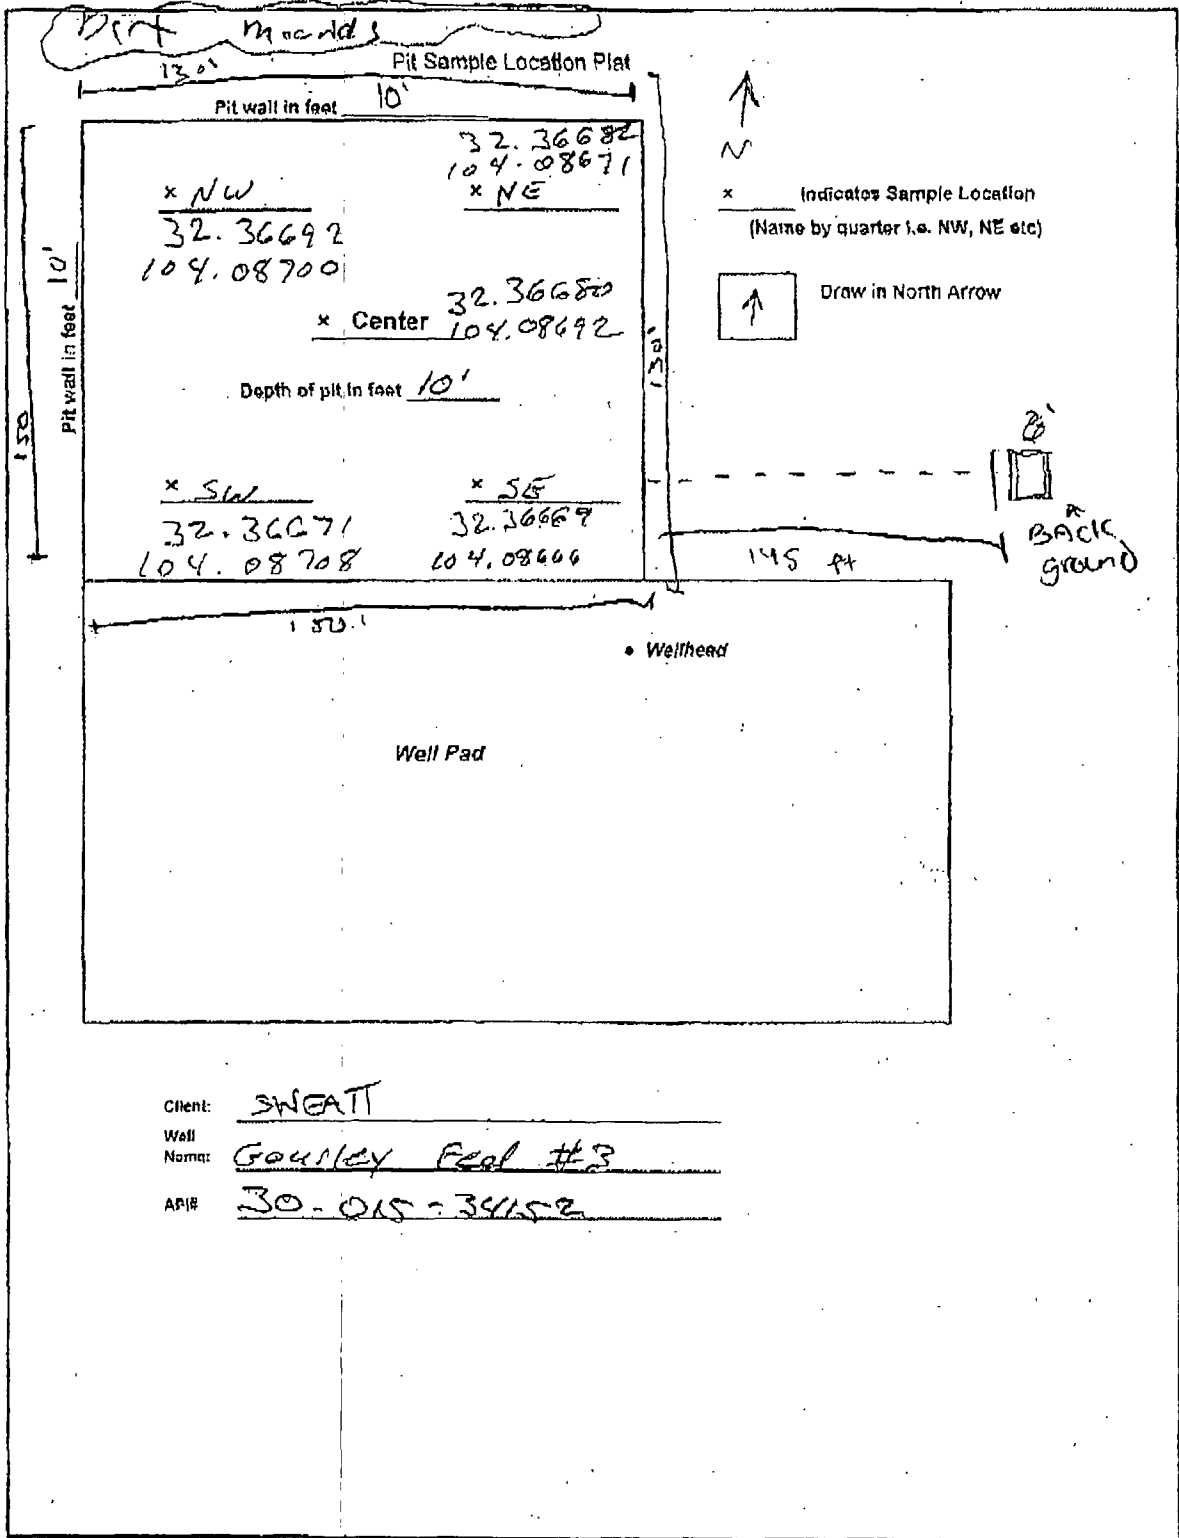 Dirt Mounds
Pit Sample Location Plat
130'
Pit wall in feet 10'
N
32.36682
104.08671
x NW
x NE
32.36692
104.08700
x Indicates Sample Location
(Name by quarter i.e. NW, NE etc)
Draw in North Arrow
Pit wall in feet 10'
150
x Center 32.36680
104.08692
130'
Depth of pit in feet 10'
x SW
x SE
32.36671
104.08708
32.36669
104.08666
145 ft
x
BACK
ground
150'
• Wellhead
Well Pad
Client: SWEATT
Well
Name: Gousley Feel #3
API# 30-015-34152